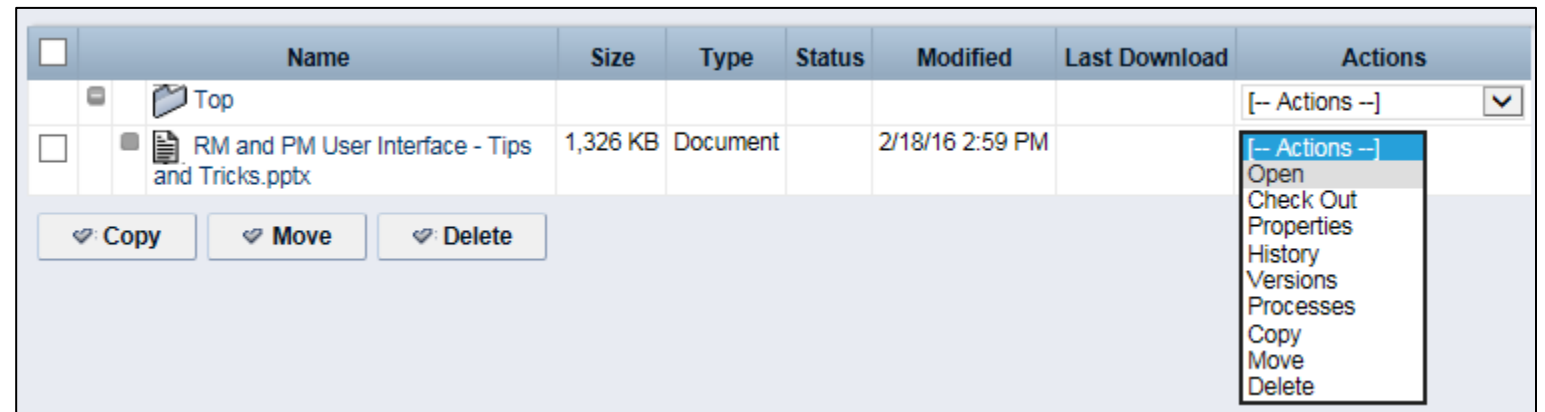 Name Size Type Status Modified Last Download Actions
Top [-- Actions --]
RM and PM User Interface - Tips 1,326 KB Document 2/18/16 2:59 PM [-- Actions --]
and Tricks.pptx Open
Check Out
Copy Move Delete Properties
History
Versions
Processes
Copy
Move
Delete